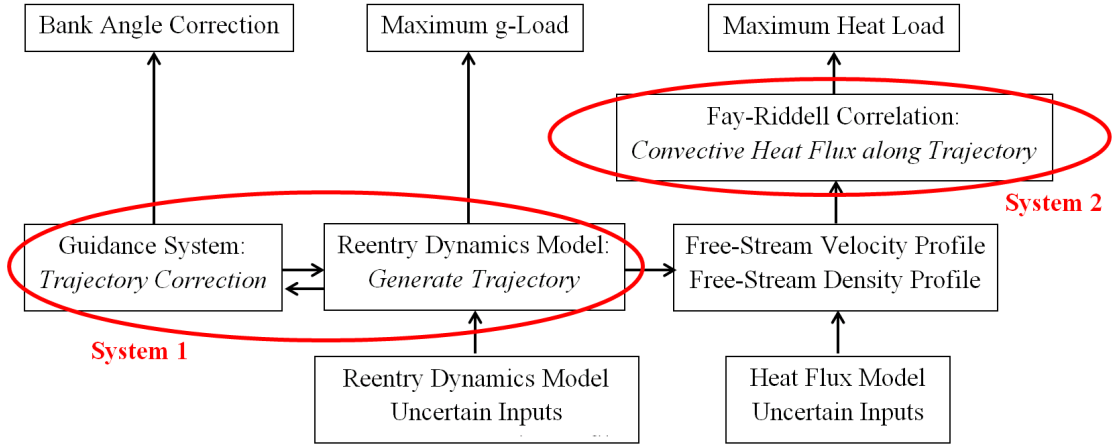 Bank Angle Correction
Maximum g-Load
Maximum Heat Load
Fay-Riddell Correlation:
Convective Heat Flux along Trajectory
System 2
Guidance System:
Trajectory Correction
Reentry Dynamics Model:
Generate Trajectory
Free-Stream Velocity Profile
Free-Stream Density Profile
System 1
Reentry Dynamics Model
Uncertain Inputs
Heat Flux Model
Uncertain Inputs